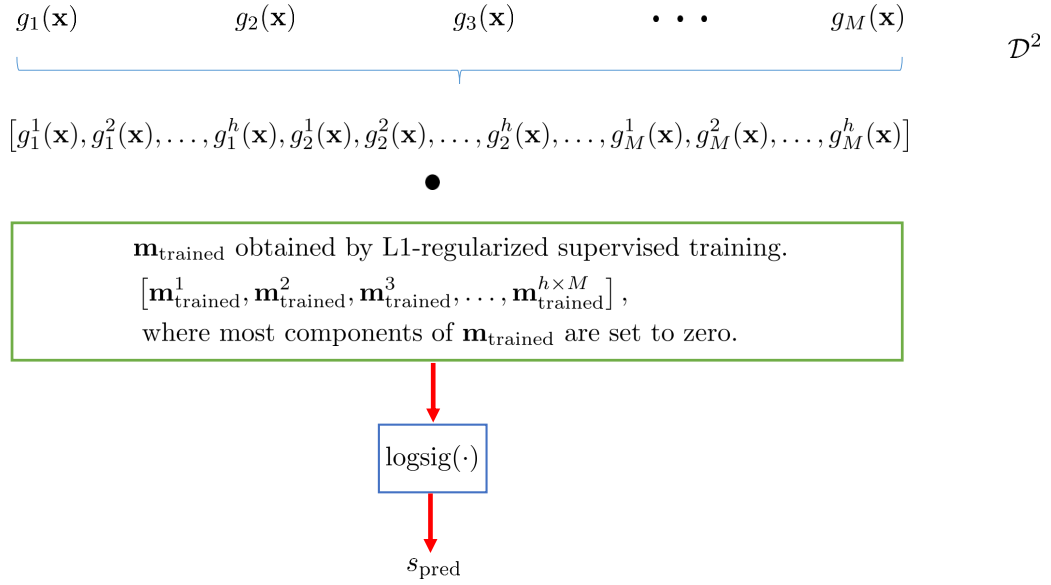 g_1(𝐱) g_2(𝐱) g_3(𝐱) • • • g_M(𝐱)
𝒟^2
[g_1^1(𝐱), g_1^2(𝐱), . . . , g_1^h(𝐱), g_2^1(𝐱), g_2^2(𝐱), . . . , g_2^h(𝐱), . . . , g_M^1(𝐱), g_M^2(𝐱), . . . , g_M^h(𝐱)]
•
𝐦_trained obtained by L1-regularized supervised training.
[𝐦_trained^1, 𝐦_trained^2, 𝐦_trained^3, . . . , 𝐦_trained^{h×M}] ,
where most components of 𝐦_trained are set to zero.
logsig(·)
s_pred